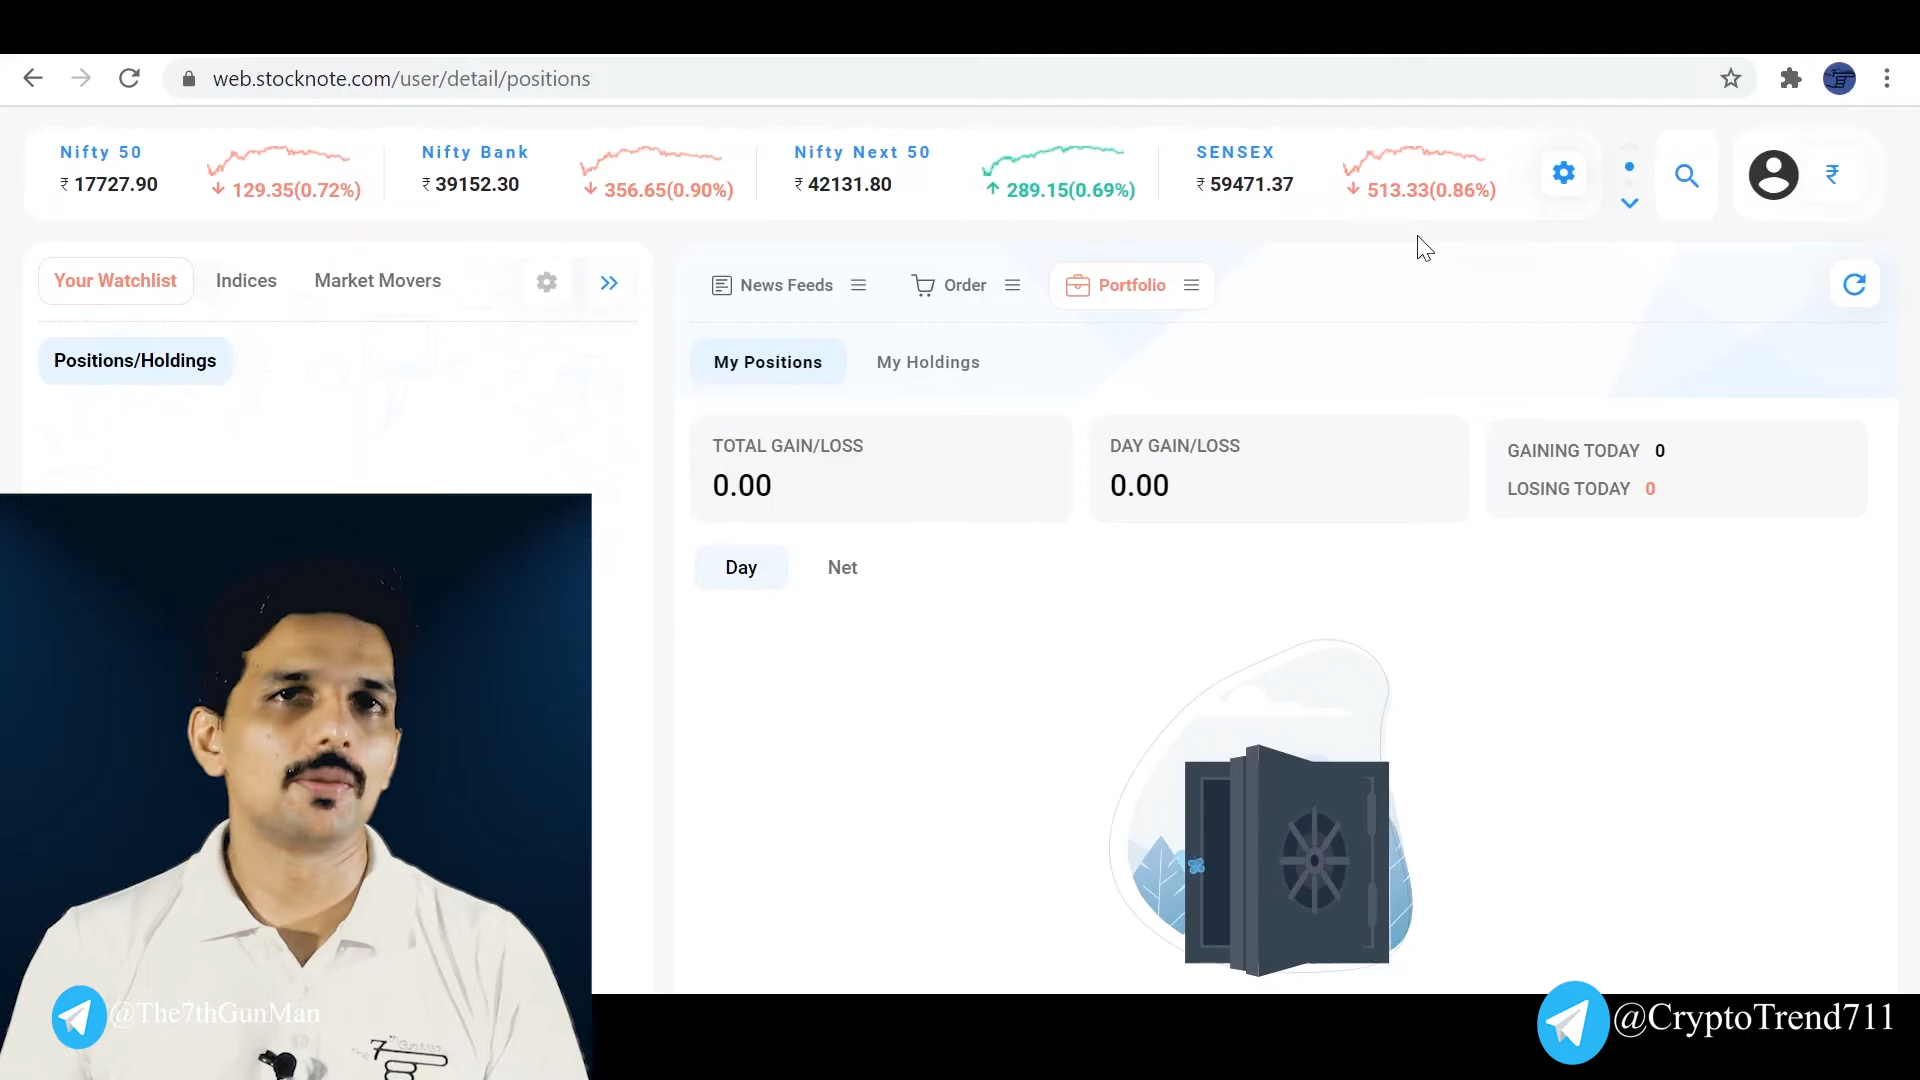 web.stocknote.com/user/detail/positions
Nifty 50
₹ 17727.90
129.35(0.72%)
Nifty Bank
₹ 39152.30
356.65(0.90%)
Nifty Next 50
₹ 42131.80
289.15(0.69%)
SENSEX
₹ 59471.37
513.33(0.86%)
₹
Your Watchlist
Indices
Market Movers
News Feeds
Order
Portfolio
Positions/Holdings
My Positions
My Holdings
TOTAL GAIN/LOSS
0.00
DAY GAIN/LOSS
0.00
GAINING TODAY 0
LOSING TODAY 0
Day
Net
@The7thGunMan
The 7th GunMan
@CryptoTrend711